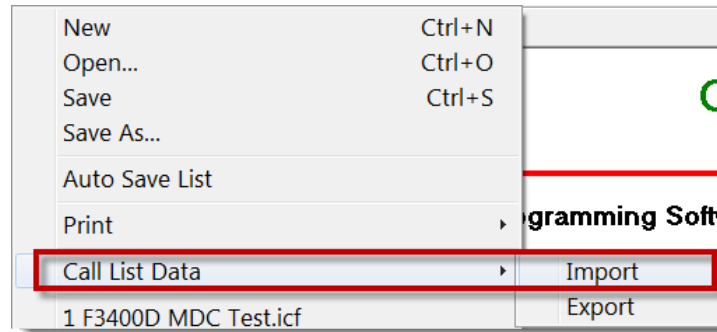 New Ctrl+N
Open... Ctrl+O
Save Ctrl+S
Save As...
Auto Save List
Print
Call List Data
1 F3400D MDC Test.icf
Import
Export